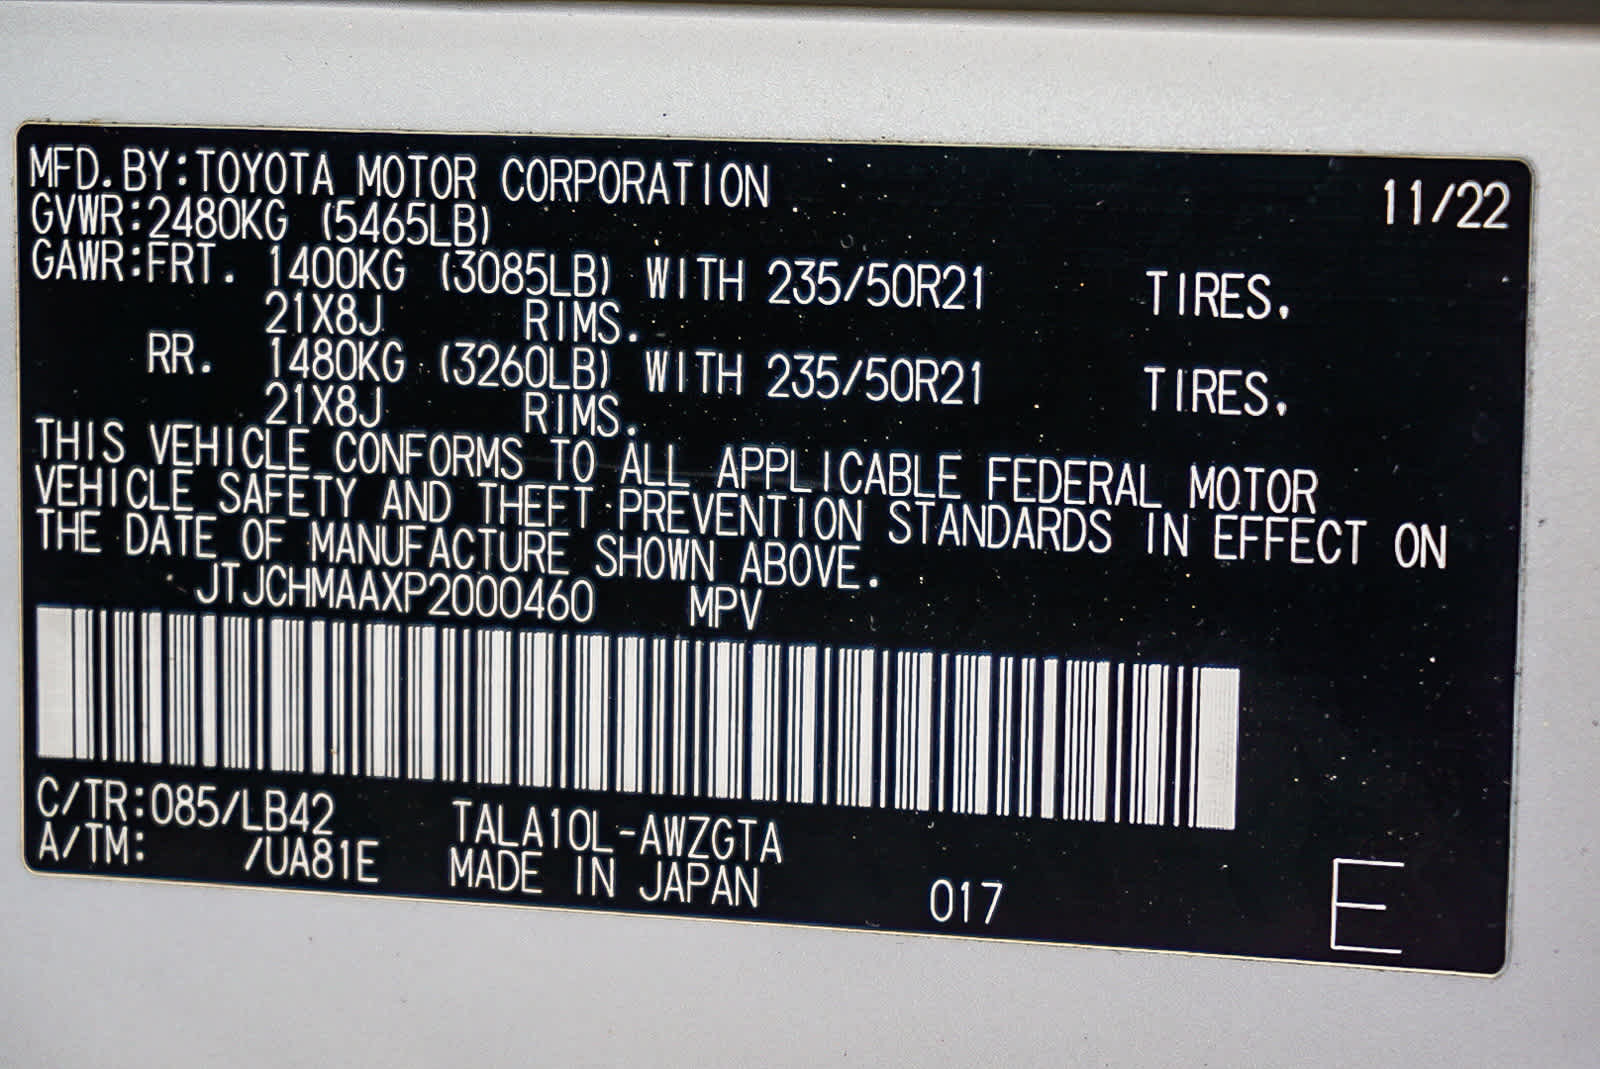 MFD.BY:TOYOTA MOTOR CORPORATION 11/22
GVWR:2480KG (5465LB)
GAWR:FRT. 1400KG (3085LB) WITH 235/50R21 TIRES.
21X8J RIMS.
RR. 1480KG (3260LB) WITH 235/50R21 TIRES.
21X8J RIMS.
THIS VEHICLE CONFORMS TO ALL APPLICABLE FEDERAL MOTOR
VEHICLE SAFETY AND THEFT PREVENTION STANDARDS IN EFFECT ON
THE DATE OF MANUFACTURE SHOWN ABOVE.
JTJCHMAAXP2000460 MPV
C/TR:085/LB42 TALA10L-AWZGTA
A/TM: /UA81E MADE IN JAPAN 017 E